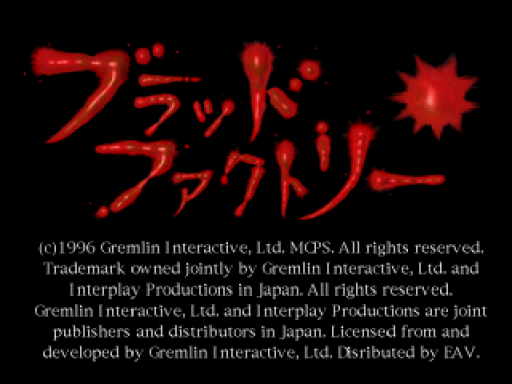 ブラッド
ファクトリー
(c)1996 Gremlin Interactive, Ltd. MCPS. All rights reserved.
Trademark owned jointly by Gremlin Interactive, Ltd. and
Interplay Productions in Japan. All rights reserved.
Gremlin Interactive, Ltd. and Interplay Productions are joint
publishers and distributors in Japan. Licensed from and
developed by Gremlin Interactive, Ltd. Disributed by EAV.